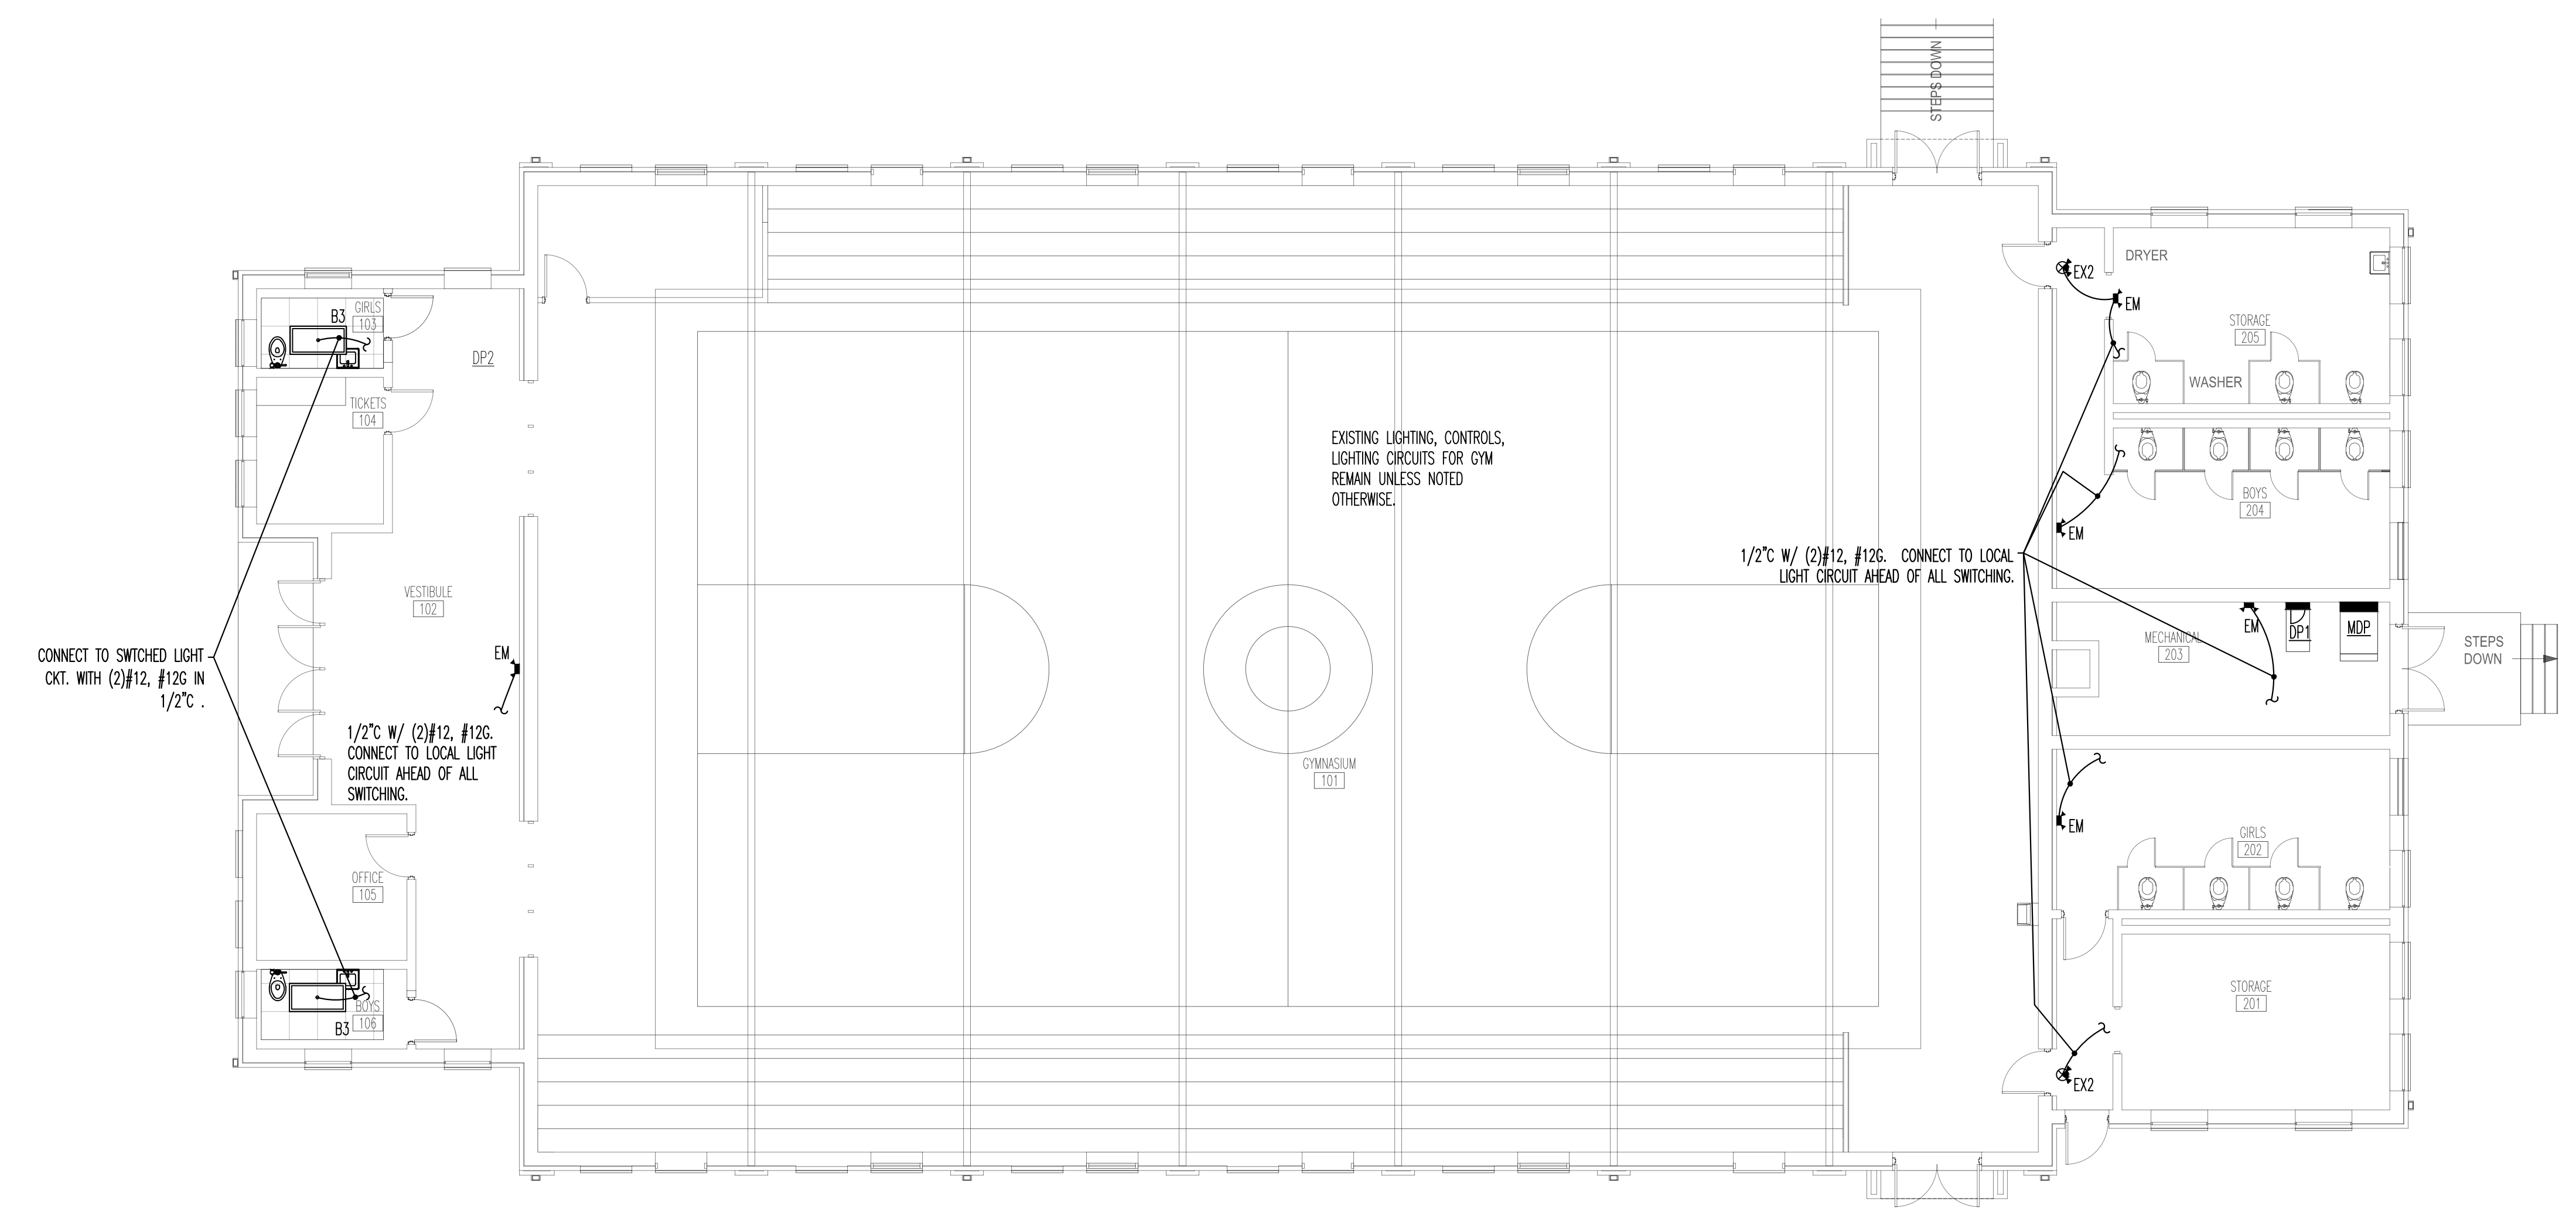 STEPS DOWN
DRYER
EX2
EM
STORAGE
205
WASHER
GIRLS
103
B3
DP2
TICKETS
104
EXISTING LIGHTING, CONTROLS,
LIGHTING CIRCUITS FOR GYM
REMAIN UNLESS NOTED
OTHERWISE.
BOYS
204
EM
1/2"C W/ (2)#12, #12G. CONNECT TO LOCAL
LIGHT CIRCUIT AHEAD OF ALL SWITCHING.
VESTIBULE
102
EM
DP1
MDP
MECHANICAL
203
STEPS
DOWN
CONNECT TO SWTCHED LIGHT
CKT. WITH (2)#12, #12G IN
1/2"C .
EM
1/2"C W/ (2)#12, #12G.
CONNECT TO LOCAL LIGHT
CIRCUIT AHEAD OF ALL
SWITCHING.
GYMNASIUM
101
EM
GIRLS
202
OFFICE
105
STORAGE
201
BOYS
106
B3
EX2